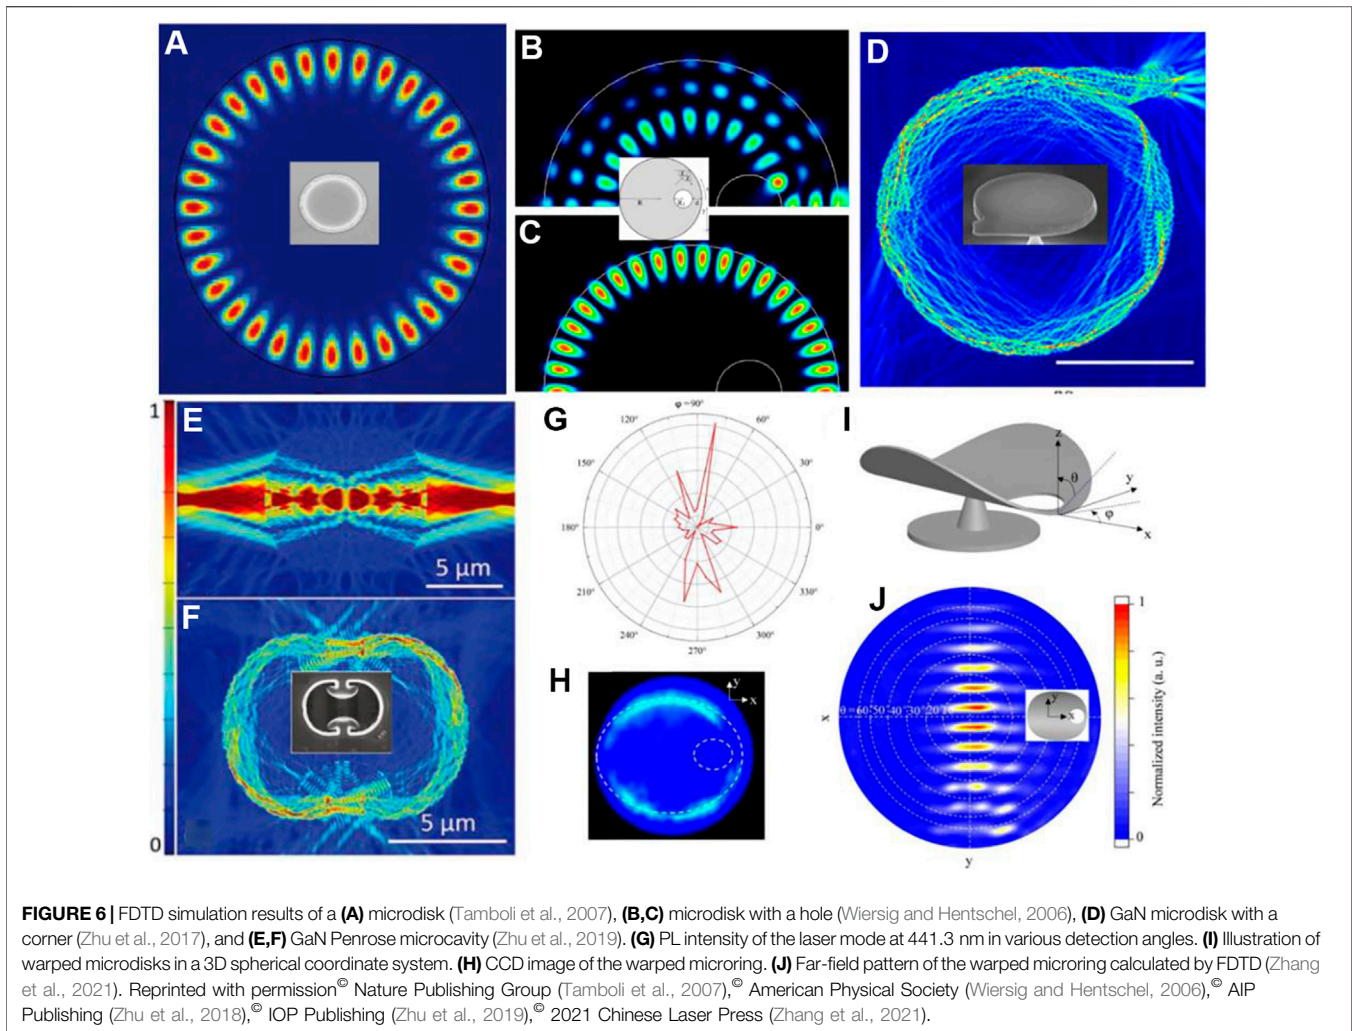 A
B
C
D
E
5 μm
F
5 μm
1
0
G
φ=90°
60°
30°
0°
330°
300°
270°
240°
210°
180°
150°
120°
H
y
x
I
z
θ
y
φ
x
J
x
θ = 60 50 40 30 20
y
x
y
1
0
Normalized intensity (a. u.)
FIGURE 6 | FDTD simulation results of a (A) microdisk (Tamboli et al., 2007), (B,C) microdisk with a hole (Wiersig and Hentschel, 2006), (D) GaN microdisk with a
corner (Zhu et al., 2017), and (E,F) GaN Penrose microcavity (Zhu et al., 2019). (G) PL intensity of the laser mode at 441.3 nm in various detection angles. (I) Illustration of
warped microdisks in a 3D spherical coordinate system. (H) CCD image of the warped microring. (J) Far-field pattern of the warped microring calculated by FDTD (Zhang
et al., 2021). Reprinted with permission© Nature Publishing Group (Tamboli et al., 2007),© American Physical Society (Wiersig and Hentschel, 2006),© AIP
Publishing (Zhu et al., 2018),© IOP Publishing (Zhu et al., 2019),© 2021 Chinese Laser Press (Zhang et al., 2021).